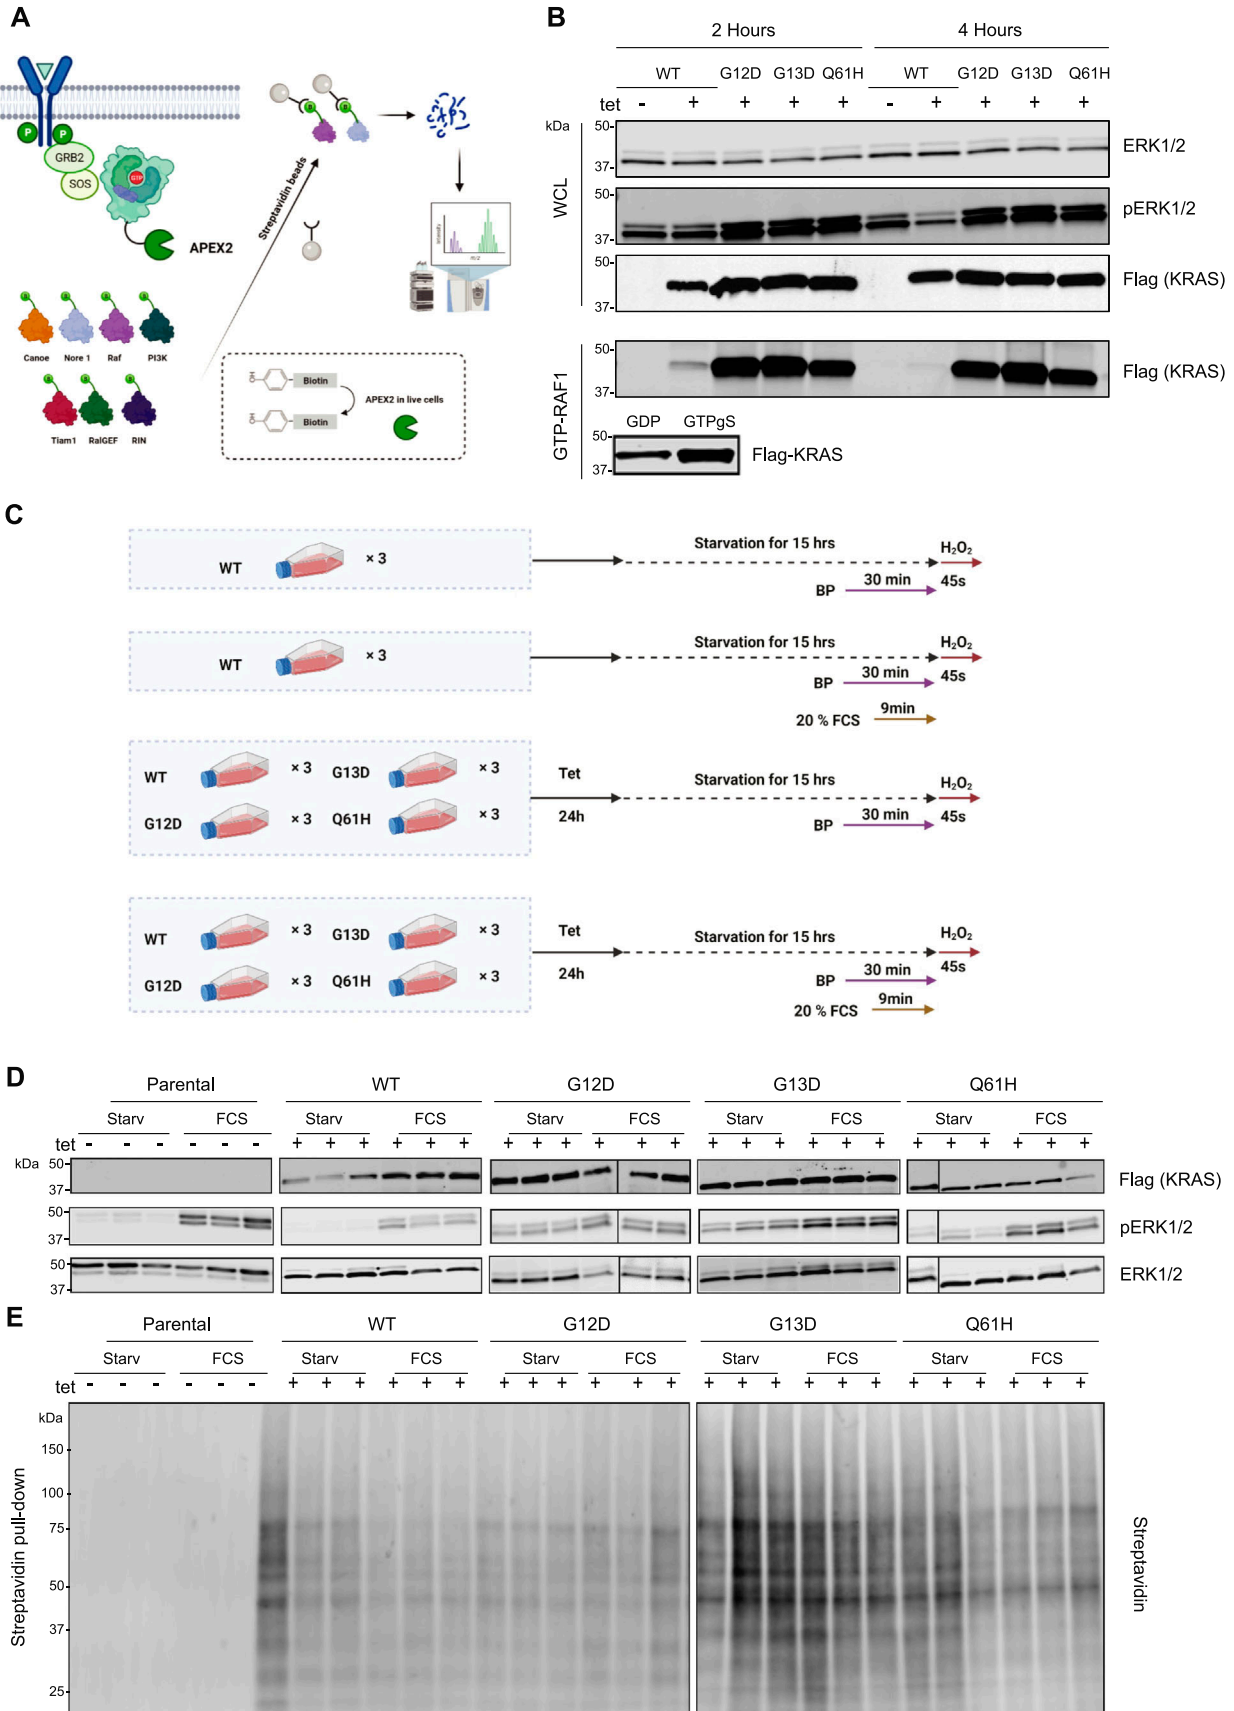 A
P
P
GRB2
SOS
GTP
APEX2
B
B
Streptavidin beads
Intensity
m/z
B
B
B
B
Canoe
Nore 1
Raf
PI3K
B
B
B
Tiam1
RalGEF
RIN
Biotin
APEX2 in live cells
Biotin
B
2 Hours
4 Hours
WT
G12D
G13D
Q61H
WT
G12D
G13D
Q61H
tet
-
+
+
+
+
-
+
+
+
+
kDa
50-
37-
ERK1/2
50-
37-
pERK1/2
50-
37-
Flag (KRAS)
WCL
50-
37-
Flag (KRAS)
GTP-RAF1
GDP
GTPgS
50-
37-
Flag-KRAS
C
WT
× 3
Starvation for 15 hrs
H₂O₂
BP
30 min
45s
WT
× 3
Starvation for 15 hrs
H₂O₂
BP
30 min
45s
20 % FCS
9min
WT
× 3
G13D
× 3
G12D
× 3
Q61H
× 3
Tet
24h
Starvation for 15 hrs
H₂O₂
BP
30 min
45s
WT
× 3
G13D
× 3
G12D
× 3
Q61H
× 3
Tet
24h
Starvation for 15 hrs
H₂O₂
BP
30 min
45s
20 % FCS
9min
D
Parental
WT
G12D
G13D
Q61H
Starv
FCS
Starv
FCS
Starv
FCS
Starv
FCS
Starv
FCS
tet
- - - - - - + + + + + + + + + + + + + + + + + + + + + + + +
kDa
50-
37-
Flag (KRAS)
50-
37-
pERK1/2
50-
37-
ERK1/2
E
Parental
WT
G12D
G13D
Q61H
Starv
FCS
Starv
FCS
Starv
FCS
Starv
FCS
Starv
FCS
tet
- - - - - - + + + + + + + + + + + + + + + + + + + + + + + +
kDa
150-
100-
75-
50-
37-
25-
Streptavidin pull-down
Streptavidin